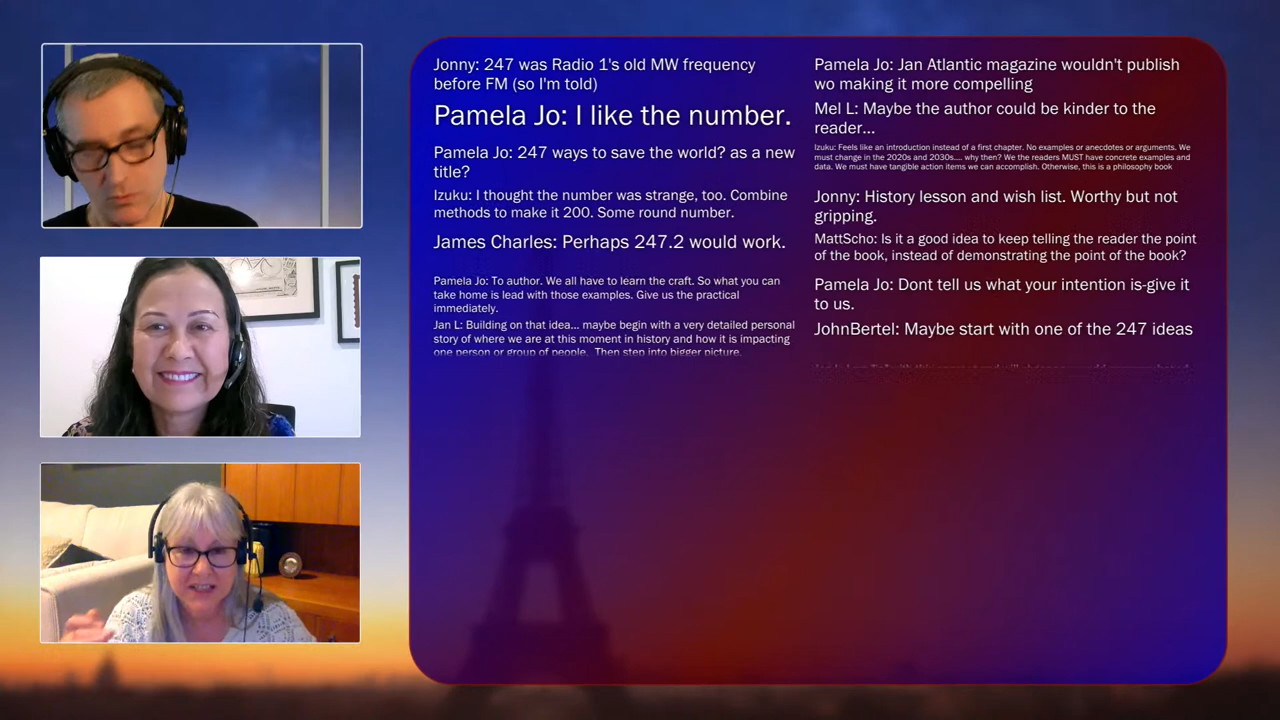 Jonny: 247 was Radio 1's old MW frequency
before FM (so I'm told)
Pamela Jo: I like the number.
Pamela Jo: 247 ways to save the world? as a new
title?
Izuku: I thought the number was strange, too. Combine
methods to make it 200. Some round number.
James Charles: Perhaps 247.2 would work.
Pamela Jo: To author. We all have to learn the craft. So what you can
take home is lead with those examples. Give us the practical
immediately.
Jan L: Building on that idea... maybe begin with a very detailed personal
story of where we are at this moment in history and how it is impacting
one person or group of people. Then step into bigger picture.
Pamela Jo: Jan Atlantic magazine wouldn't publish
wo making it more compelling
Mel L: Maybe the author could be kinder to the
reader...
Izuku: Feels like an introduction instead of a first chapter. No examples or anecdotes or arguments. We
must change in the 2020s and 2030s.... why then? We the readers MUST have concrete examples and
data. We must have tangible action items we can accomplish. Otherwise, this is a philosophy book
Jonny: History lesson and wish list. Worthy but not
gripping.
MattScho: Is it a good idea to keep telling the reader the point
of the book, instead of demonstrating the point of the book?
Pamela Jo: Dont tell us what your intention is-give it
to us.
JohnBertel: Maybe start with one of the 247 ideas